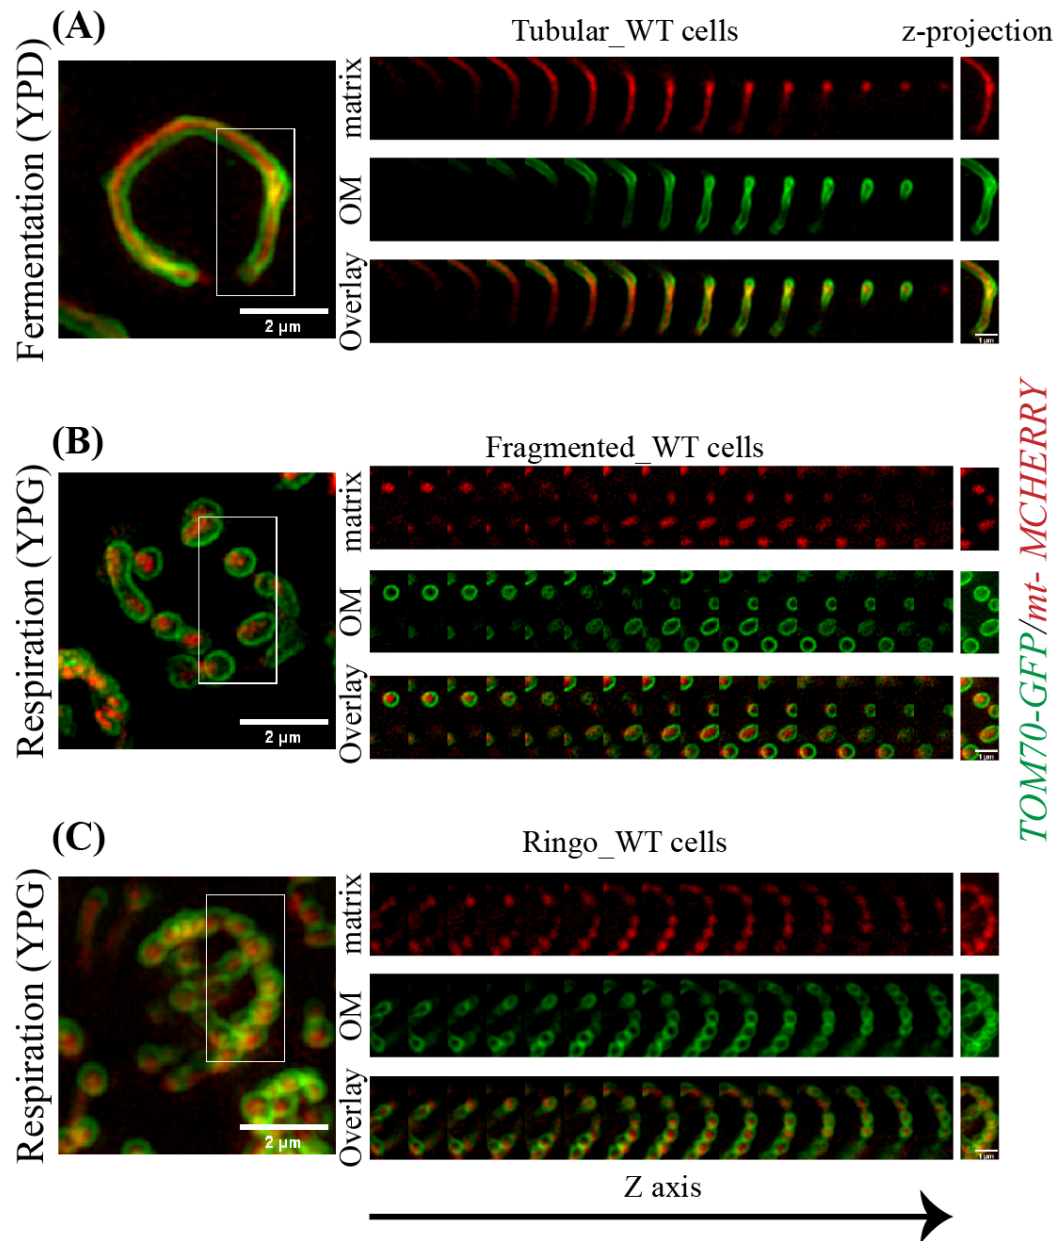 (A)
Tubular_WT cells
z-projection
Fermentation (YPD)
matrix
OM
Overlay
2 µm
1 µm
(B)
Fragmented_WT cells
Respiration (YPG)
matrix
OM
Overlay
2 µm
1 µm
TOM70-GFP/mt- MCHERRY
(C)
Ringo_WT cells
Respiration (YPG)
matrix
OM
Overlay
2 µm
1 µm
Z axis